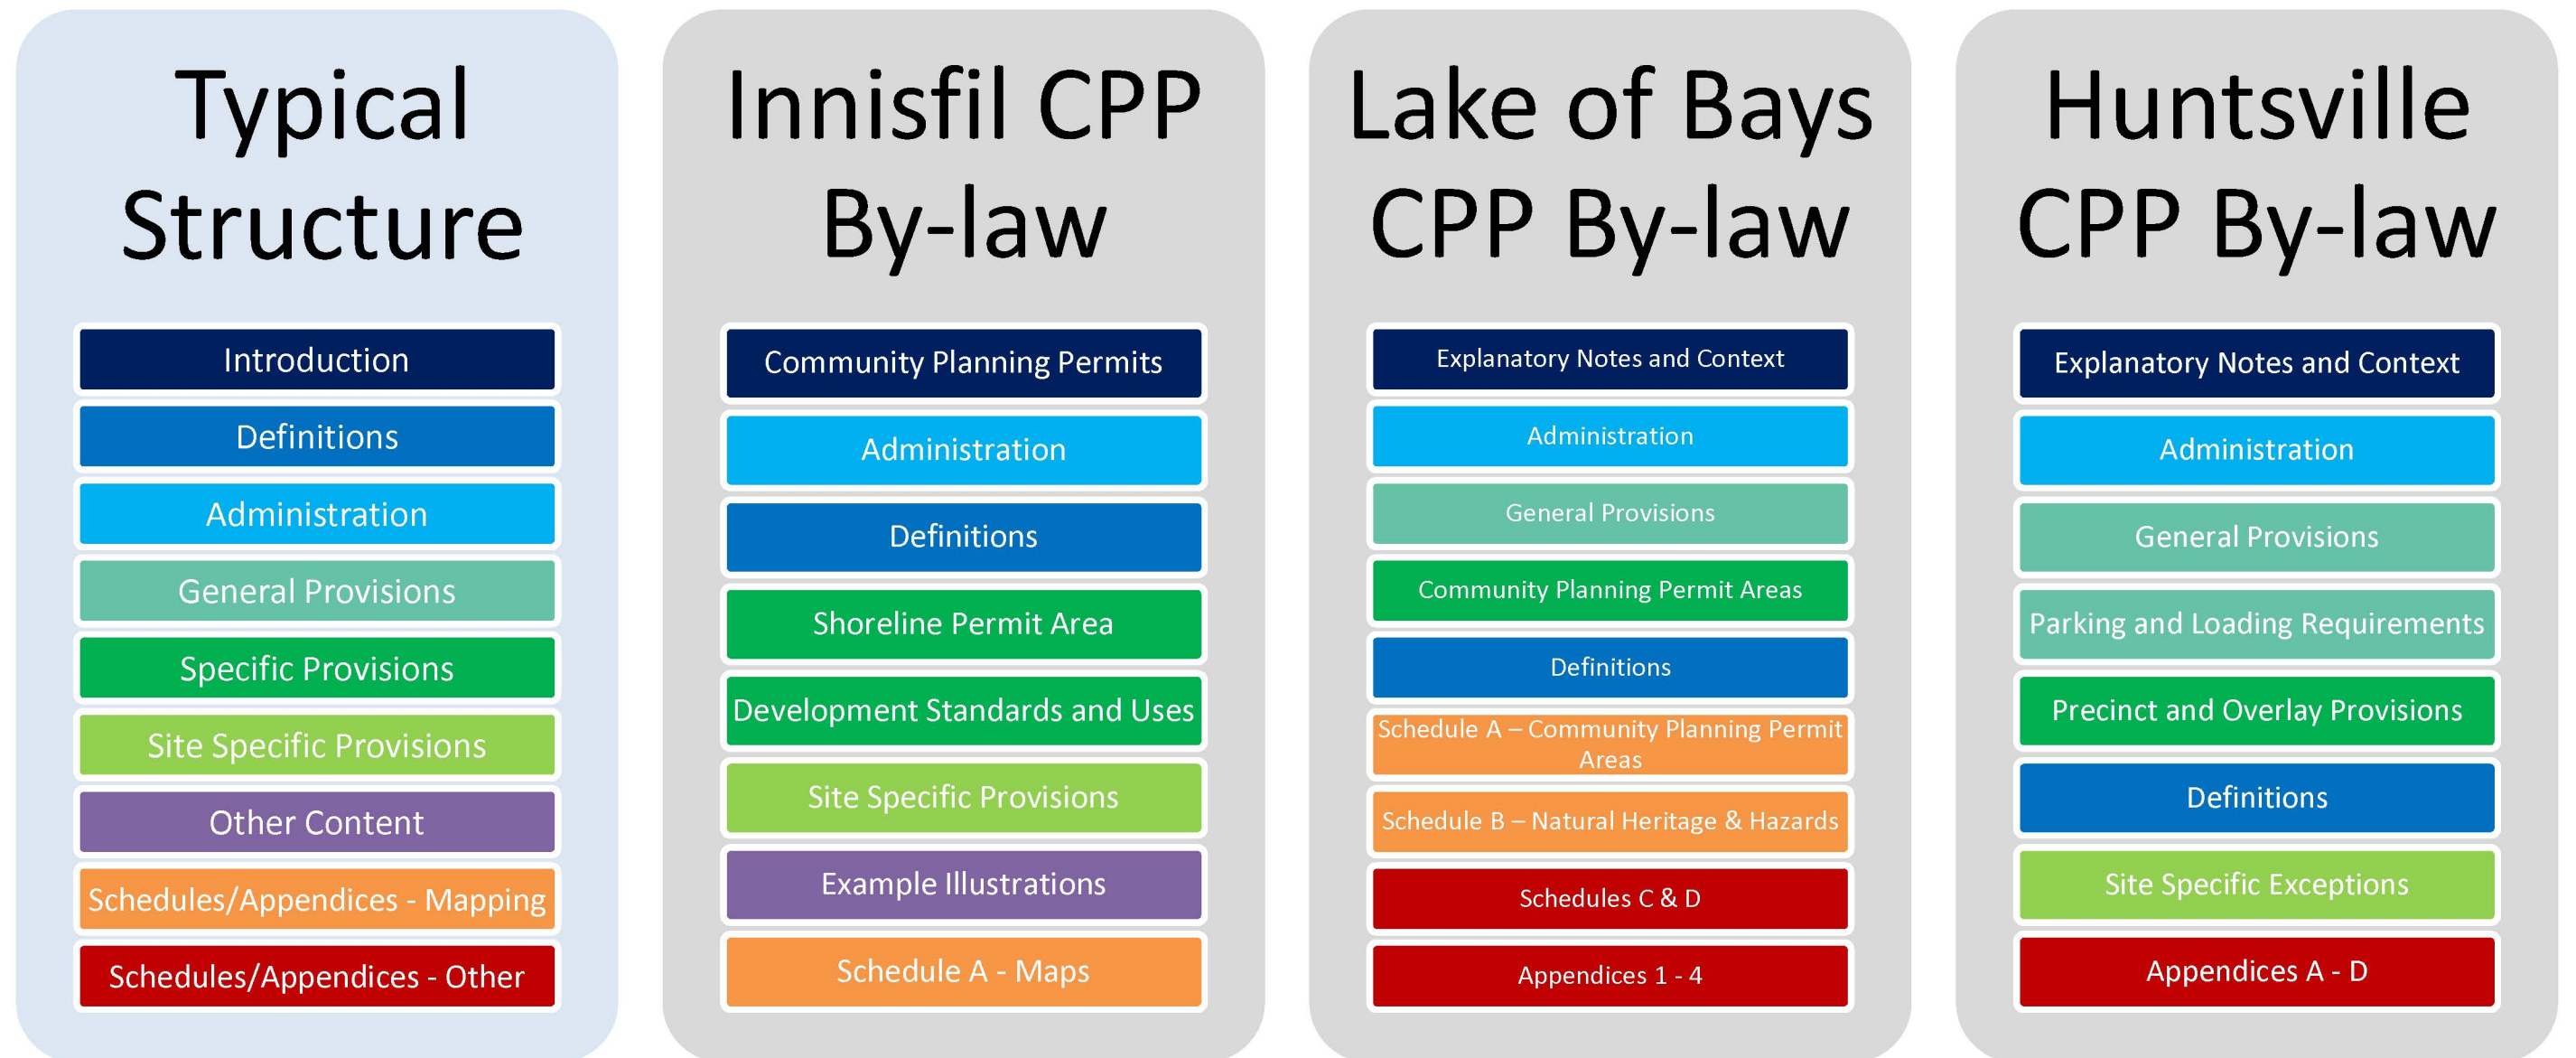 Typical
Structure
Introduction
Definitions
Administration
General Provisions
Specific Provisions
Site Specific Provisions
Other Content
Schedules/Appendices - Mapping
Schedules/Appendices - Other
Innisfil CPP
By-law
Community Planning Permits
Administration
Definitions
Shoreline Permit Area
Development Standards and Uses
Site Specific Provisions
Example Illustrations
Schedule A - Maps
Lake of Bays
CPP By-law
Explanatory Notes and Context
Administration
General Provisions
Community Planning Permit Areas
Definitions
Schedule A – Community Planning Permit
Areas
Schedule B – Natural Heritage & Hazards
Schedules C & D
Appendices 1 - 4
Huntsville
CPP By-law
Explanatory Notes and Context
Administration
General Provisions
Parking and Loading Requirements
Precinct and Overlay Provisions
Definitions
Site Specific Exceptions
Appendices A - D